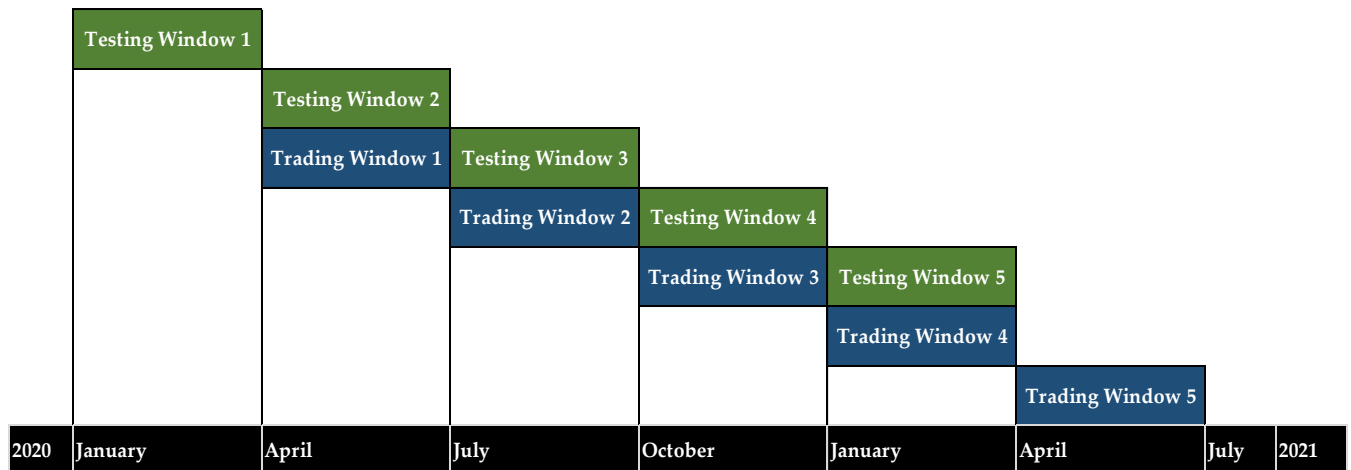 Testing Window 1
Testing Window 2
Trading Window 1 Testing Window 3
Trading Window 2 Testing Window 4
Trading Window 3 Testing Window 5
Trading Window 4
Trading Window 5
2020 January April July October January April July 2021